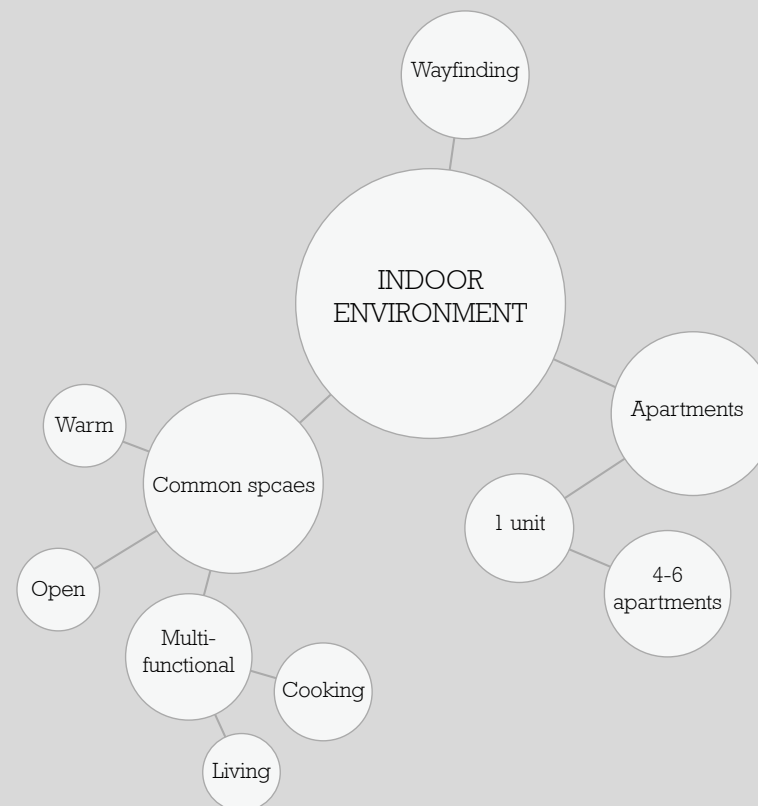 Wayfinding
INDOOR
ENVIRONMENT
Apartments
Warm
Common spcaes
1 unit
4-6
apartments
Open
Multi-
functional
Cooking
Living